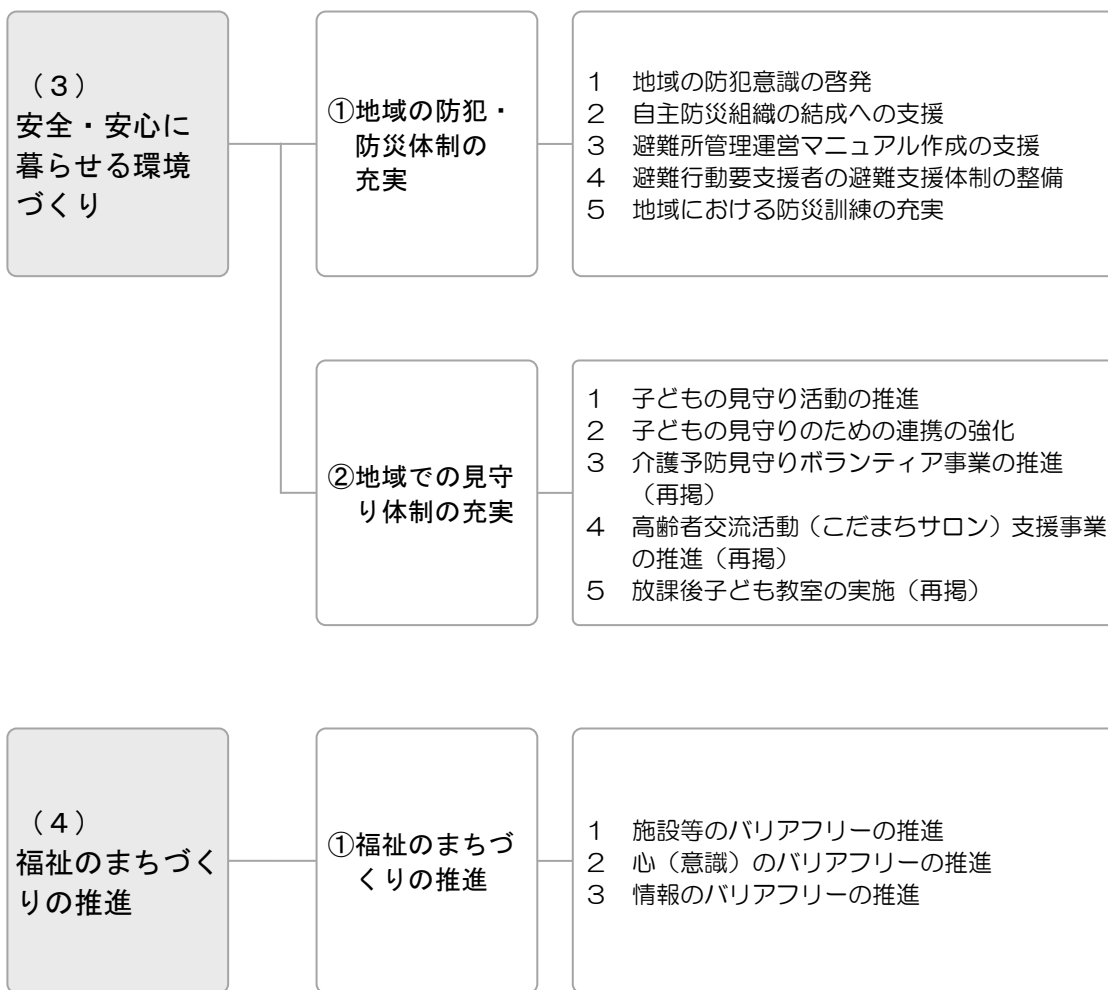 （３）
安全・安心に
暮らせる環境
づくり
①地域の防犯・
防災体制の
充実
１　地域の防犯意識の啓発
２　自主防災組織の結成への支援
３　避難所管理運営マニュアル作成の支援
４　避難行動要支援者の避難支援体制の整備
５　地域における防災訓練の充実
②地域での見守
り体制の充実
１　子どもの見守り活動の推進
２　子どもの見守りのための連携の強化
３　介護予防見守りボランティア事業の推進
（再掲）
４　高齢者交流活動（こだまちサロン）支援事業
の推進（再掲）
５　放課後子ども教室の実施（再掲）
（４）
福祉のまちづく
りの推進
①福祉のまちづ
くりの推進
１　施設等のバリアフリーの推進
２　心（意識）のバリアフリーの推進
３　情報のバリアフリーの推進